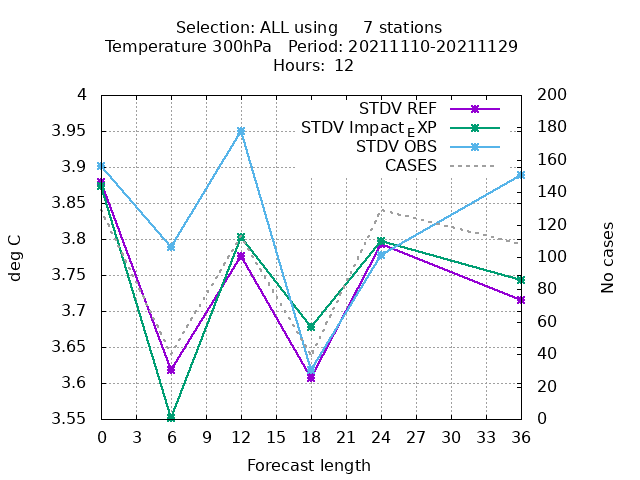 Selection: ALL using 7 stations
Temperature 300hPa Period: 20211110-20211129
Hours: 12
4
3.95
3.9
3.85
3.8
3.75
3.7
3.65
3.6
3.55
200
180
160
140
120
100
80
60
40
20
0
STDV REF
STDV Impact_EXP
STDV OBS
CASES
deg C
No cases
0 3 6 9 12 15 18 21 24 27 30 33 36
Forecast length